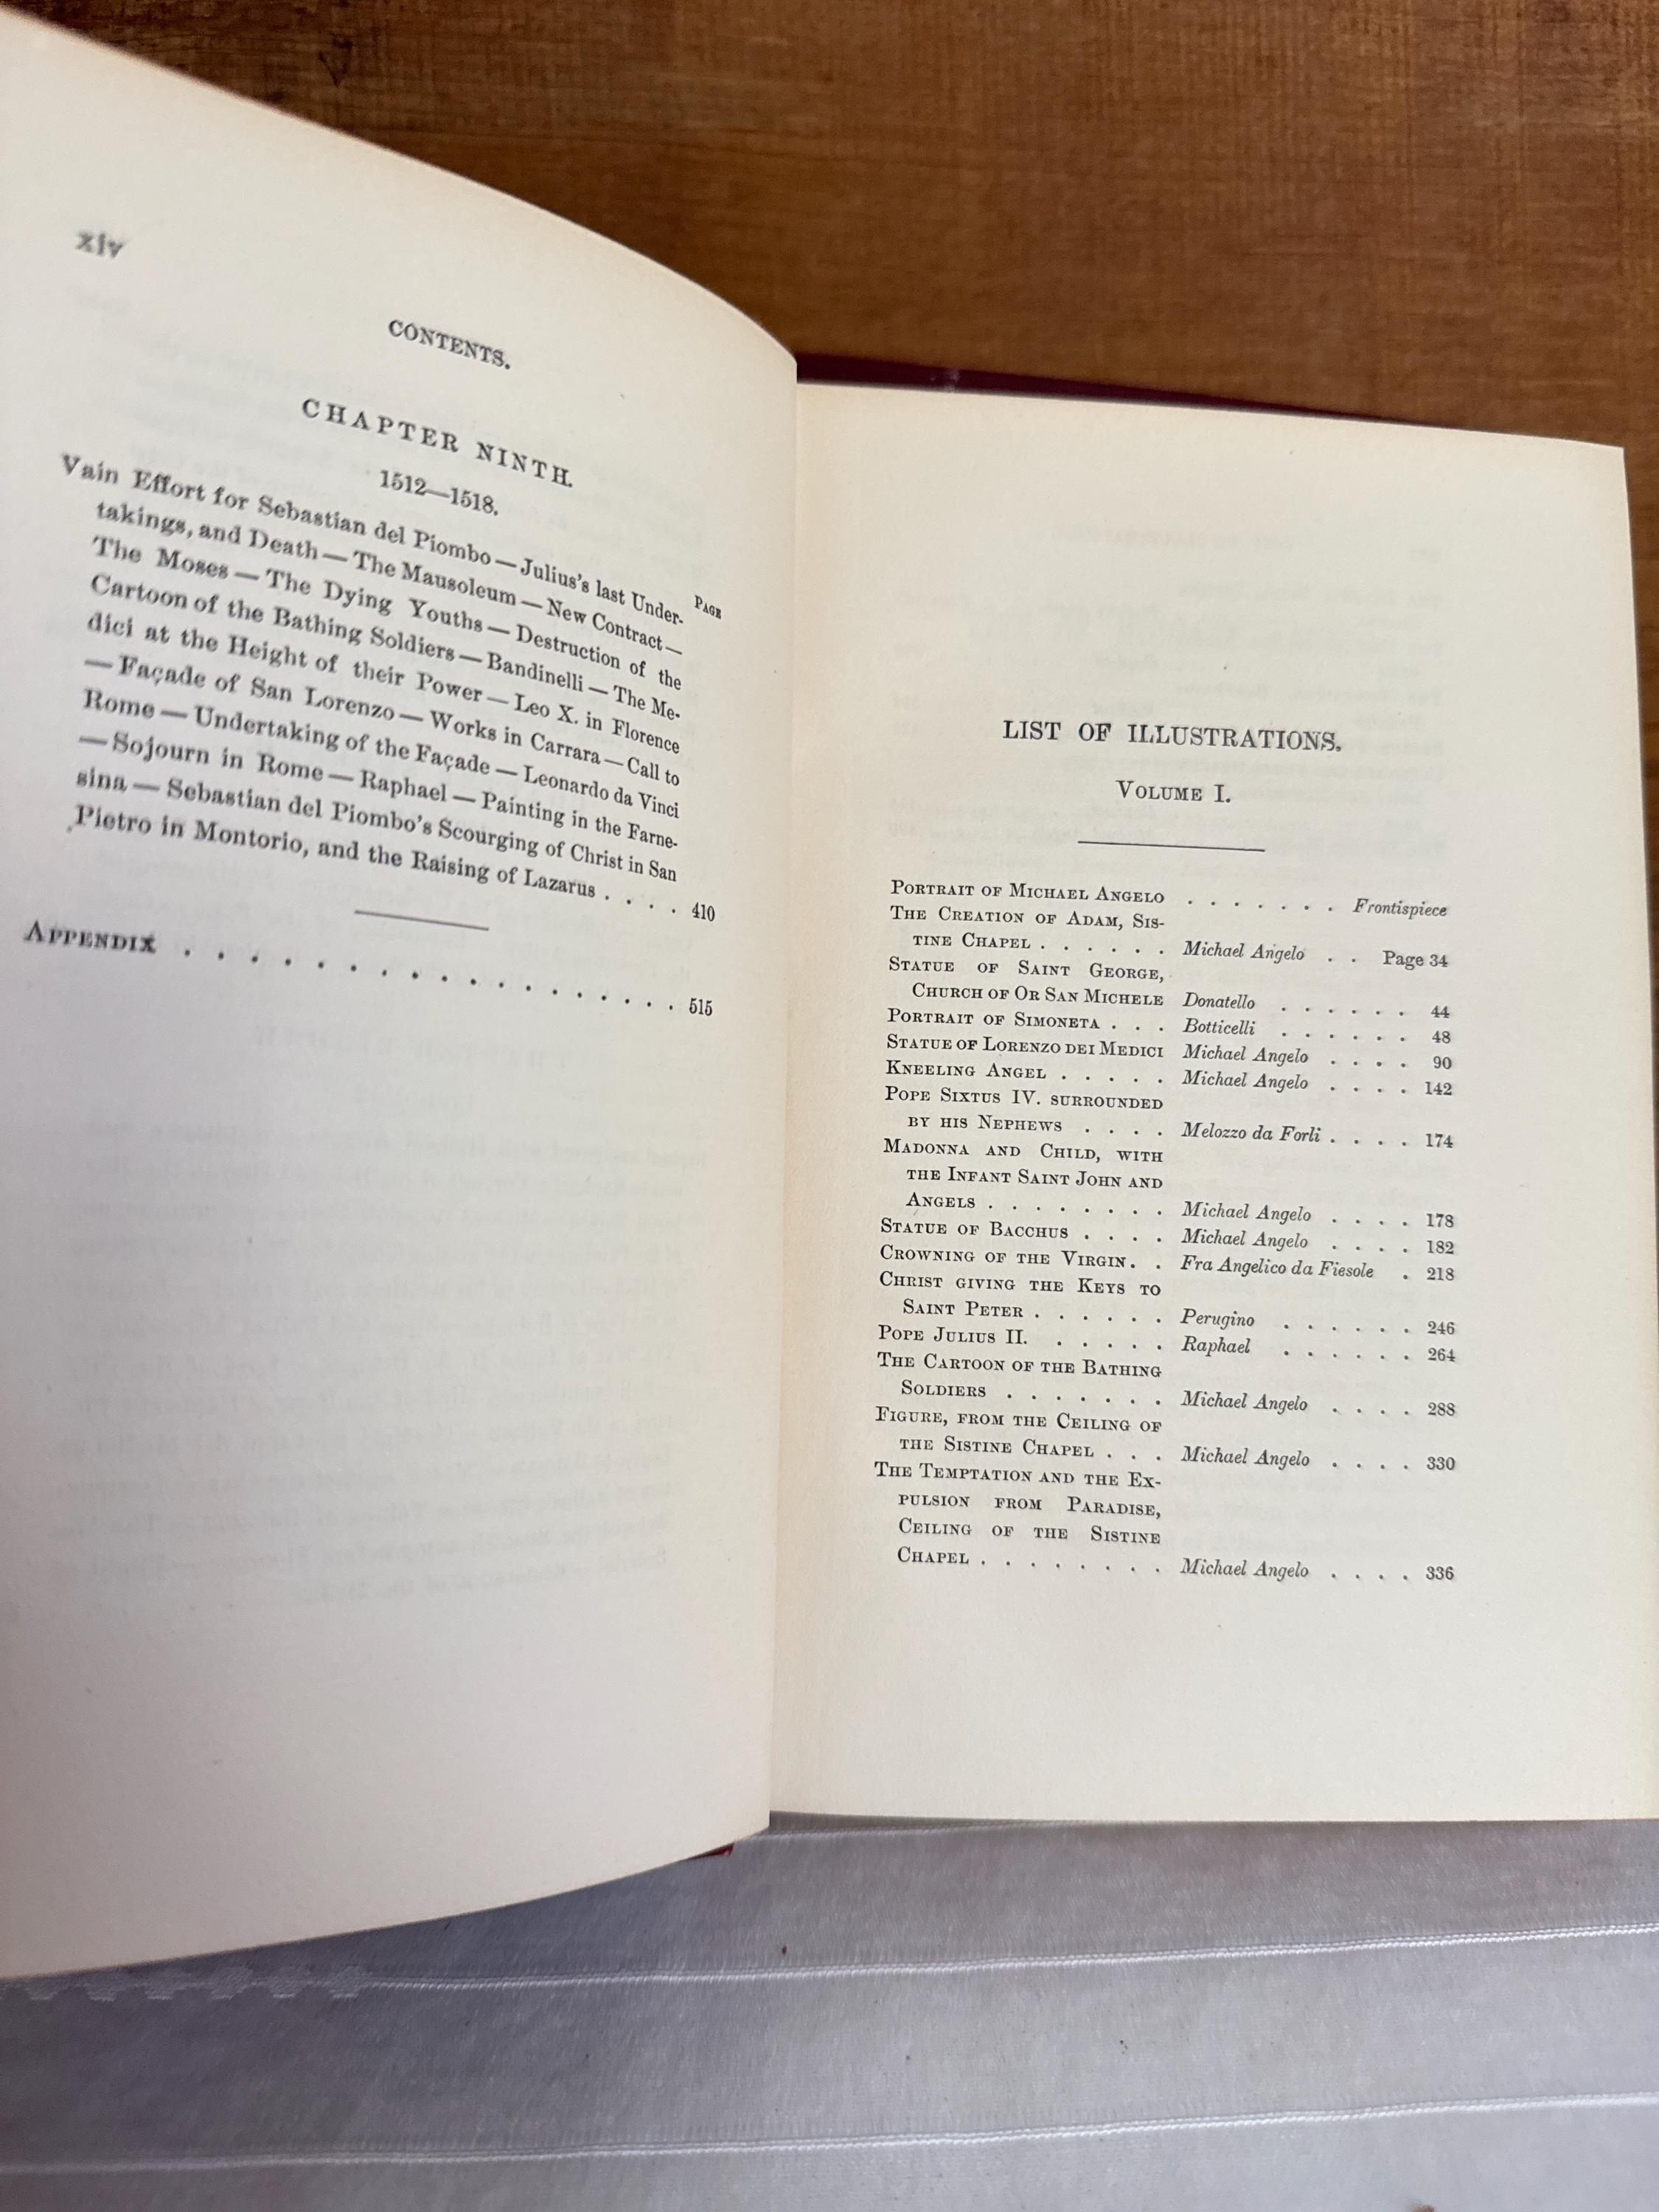 xiv
CONTENTS.
CHAPTER NINTH.
1512—1518.
PAGE
Vain Effort for Sebastian del Piombo — Julius's last Under-
takings, and Death — The Mausoleum — New Contract —
The Moses — The Dying Youths — Destruction of the
Cartoon of the Bathing Soldiers — Bandinelli — The Me-
dici at the Height of their Power — Leo X. in Florence
— Façade of San Lorenzo — Works in Carrara — Call to
Rome — Undertaking of the Façade — Leonardo da Vinci
— Sojourn in Rome — Raphael — Painting in the Farne-
sina — Sebastian del Piombo's Scourging of Christ in San
Pietro in Montorio, and the Raising of Lazarus . . . . 410
APPENDIX . . . . . . . . . . . . . . . . 515
LIST OF ILLUSTRATIONS.
VOLUME I.
PORTRAIT OF MICHAEL ANGELO . . . . . . . Frontispiece
THE CREATION OF ADAM, SIS-
TINE CHAPEL . . . . . . Michael Angelo . . Page 34
STATUE OF SAINT GEORGE,
CHURCH OF OR SAN MICHELE Donatello . . . . . . 44
PORTRAIT OF SIMONETA . . . Botticelli . . . . . . 48
STATUE OF LORENZO DEI MEDICI Michael Angelo . . . . 90
KNEELING ANGEL . . . . . Michael Angelo . . . . 142
POPE SIXTUS IV. SURROUNDED
BY HIS NEPHEWS . . . . Melozzo da Forli . . . . 174
MADONNA AND CHILD, WITH
THE INFANT SAINT JOHN AND
ANGELS . . . . . . . . Michael Angelo . . . . 178
STATUE OF BACCHUS . . . . Michael Angelo . . . . 182
CROWNING OF THE VIRGIN . . Fra Angelico da Fiesole . 218
CHRIST GIVING THE KEYS TO
SAINT PETER . . . . . . Perugino . . . . . . 246
POPE JULIUS II. . . . . . Raphael . . . . . . 264
THE CARTOON OF THE BATHING
SOLDIERS . . . . . . . Michael Angelo . . . . 288
FIGURE, FROM THE CEILING OF
THE SISTINE CHAPEL . . . Michael Angelo . . . . 330
THE TEMPTATION AND THE EX-
PULSION FROM PARADISE,
CEILING OF THE SISTINE
CHAPEL . . . . . . . . Michael Angelo . . . . 336